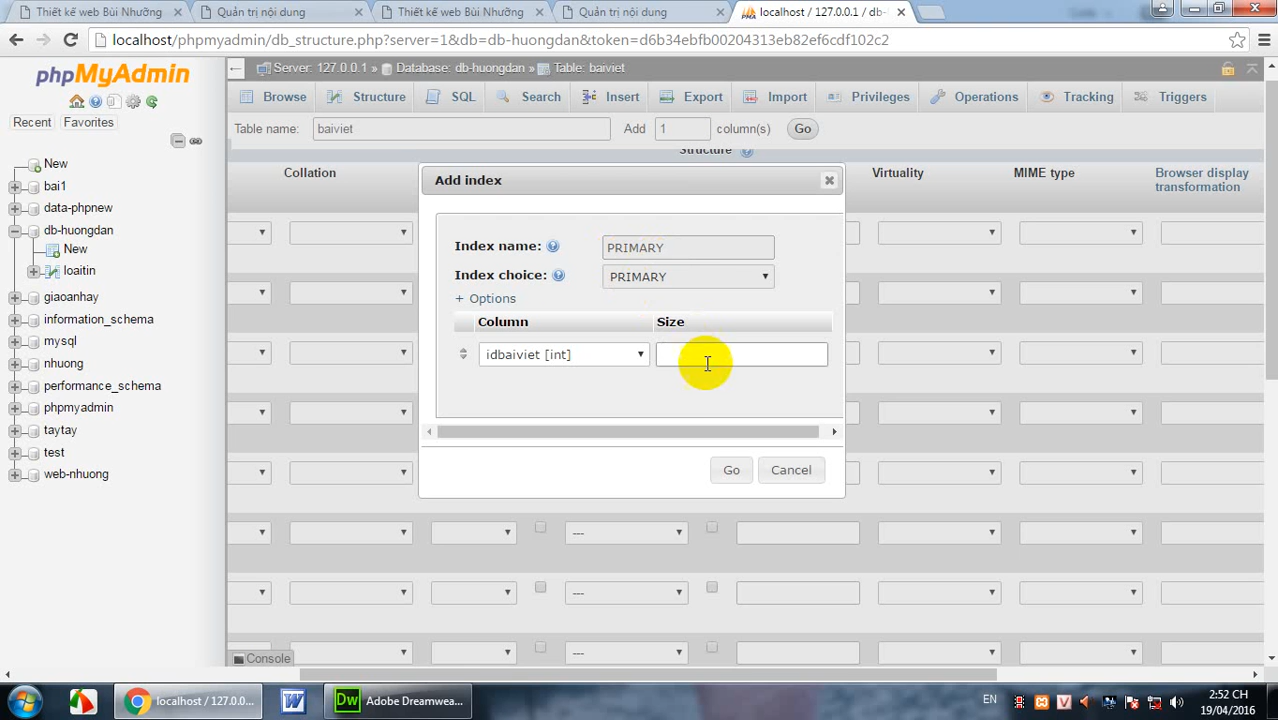 Thiết kế web Bùi Nhưỡng
Quản trị nội dung
Thiết kế web Bùi Nhưỡng
Quản trị nội dung
localhost / 127.0.0.1 / db-
localhost/phpmyadmin/db_structure.php?server=1&db=db-huongdan&token=d6b34ebfb00204313eb82ef6cdf102c2
phpMyAdmin
Recent
Favorites
New
bai1
data-phpnew
db-huongdan
New
loaitin
giaoanhay
information_schema
mysql
nhuong
performance_schema
phpmyadmin
taytay
test
web-nhuong
Server: 127.0.0.1 » Database: db-huongdan » Table: baiviet
Browse Structure SQL Search Insert Export Import Privileges Operations Tracking Triggers
Table name: baiviet Add 1 column(s) Go
Structure
Collation
Virtuality
MIME type
Browser display
transformation
Add index
Index name: PRIMARY
Index choice: PRIMARY
+ Options
Column Size
idbaiviet [int]
Go Cancel
---
---
---
Console
localhost / 127.0.0...
Adobe Dreamwea...
EN
2:52 CH
19/04/2016